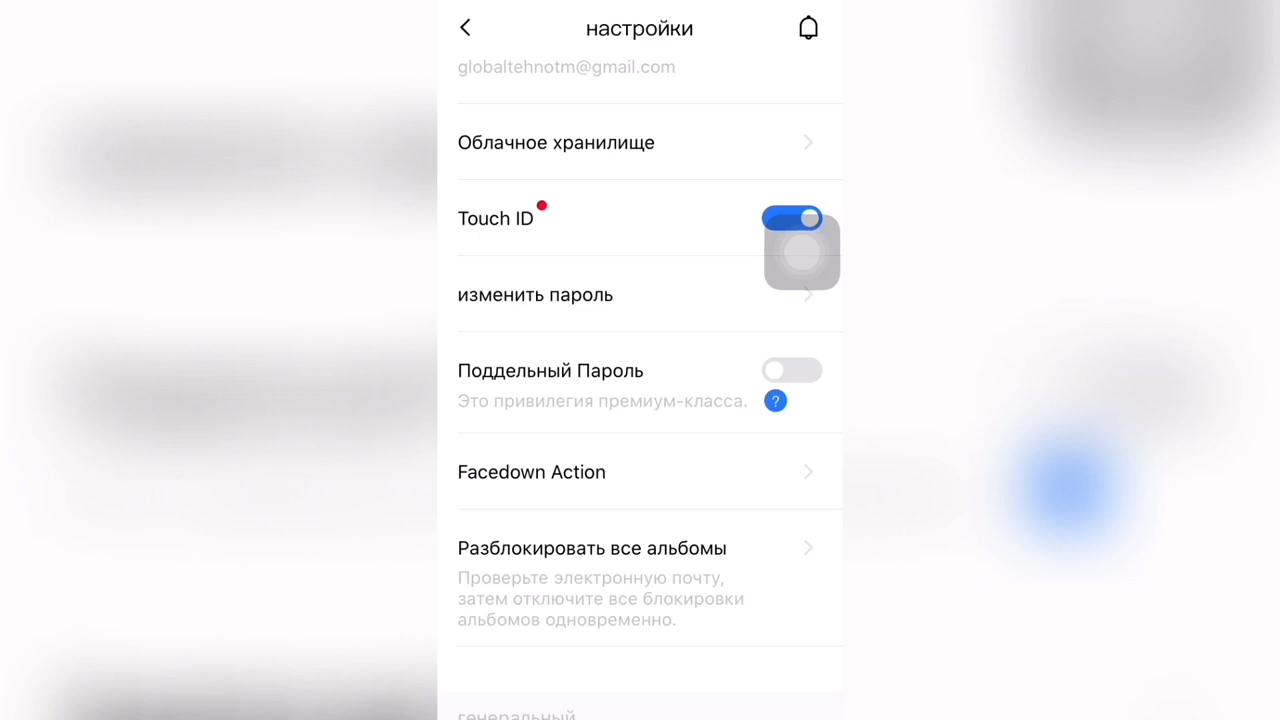 настройки
globaltehnotm@gmail.com
Облачное хранилище
Touch ID
изменить пароль
Поддельный Пароль
Это привилегия премиум-класса. ?
Facedown Action
Разблокировать все альбомы
Проверьте электронную почту,
затем отключите все блокировки
альбомов одновременно.
генеральный